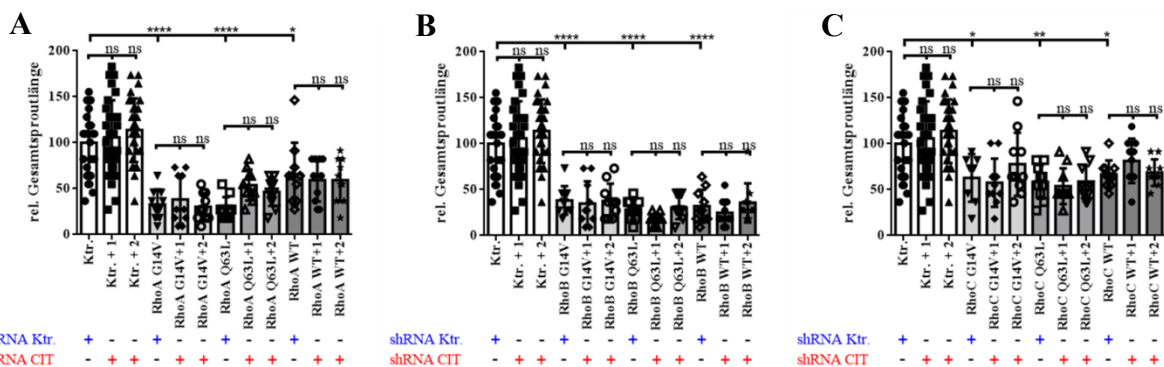 A
B
C
**** **** *
**** **** ****
* ** *
ns ns
ns ns
ns ns
ns ns
ns ns
ns ns
ns ns
ns ns
ns ns
ns ns
ns ns
ns ns
rel. Gesamtsproutlänge
200
150
100
50
0
Ktr.
Ktr. + 1
Ktr. + 2
RhoA G14V
RhoA G14V+1
RhoA G14V+2
RhoA Q63L
RhoA Q63L+1
RhoA Q63L+2
RhoA WT
RhoA WT+1
RhoA WT+2
RNA Ktr. + - - + - - + - - + - -
RNA CIT - + + - + + - + + - + +
rel. Gesamtsproutlänge
200
150
100
50
0
Ktr.
Ktr. + 1
Ktr. + 2
RhoB G14V
RhoB G14V+1
RhoB G14V+2
RhoB Q63L
RhoB Q63L+1
RhoB Q63L+2
RhoB WT
RhoB WT+1
RhoB WT+2
shRNA Ktr. + - - + - - + - - + - -
shRNA CIT - + + - + + - + + - + +
rel. Gesamtsproutlänge
200
150
100
50
0
Ktr.
Ktr. + 1
Ktr. + 2
RhoC G14V
RhoC G14V+1
RhoC G14V+2
RhoC Q63L
RhoC Q63L+1
RhoC Q63L+2
RhoC WT
RhoC WT+1
RhoC WT+2
shRNA Ktr. + - - + - - + - - + - -
shRNA CIT - + + - + + - + + - + +